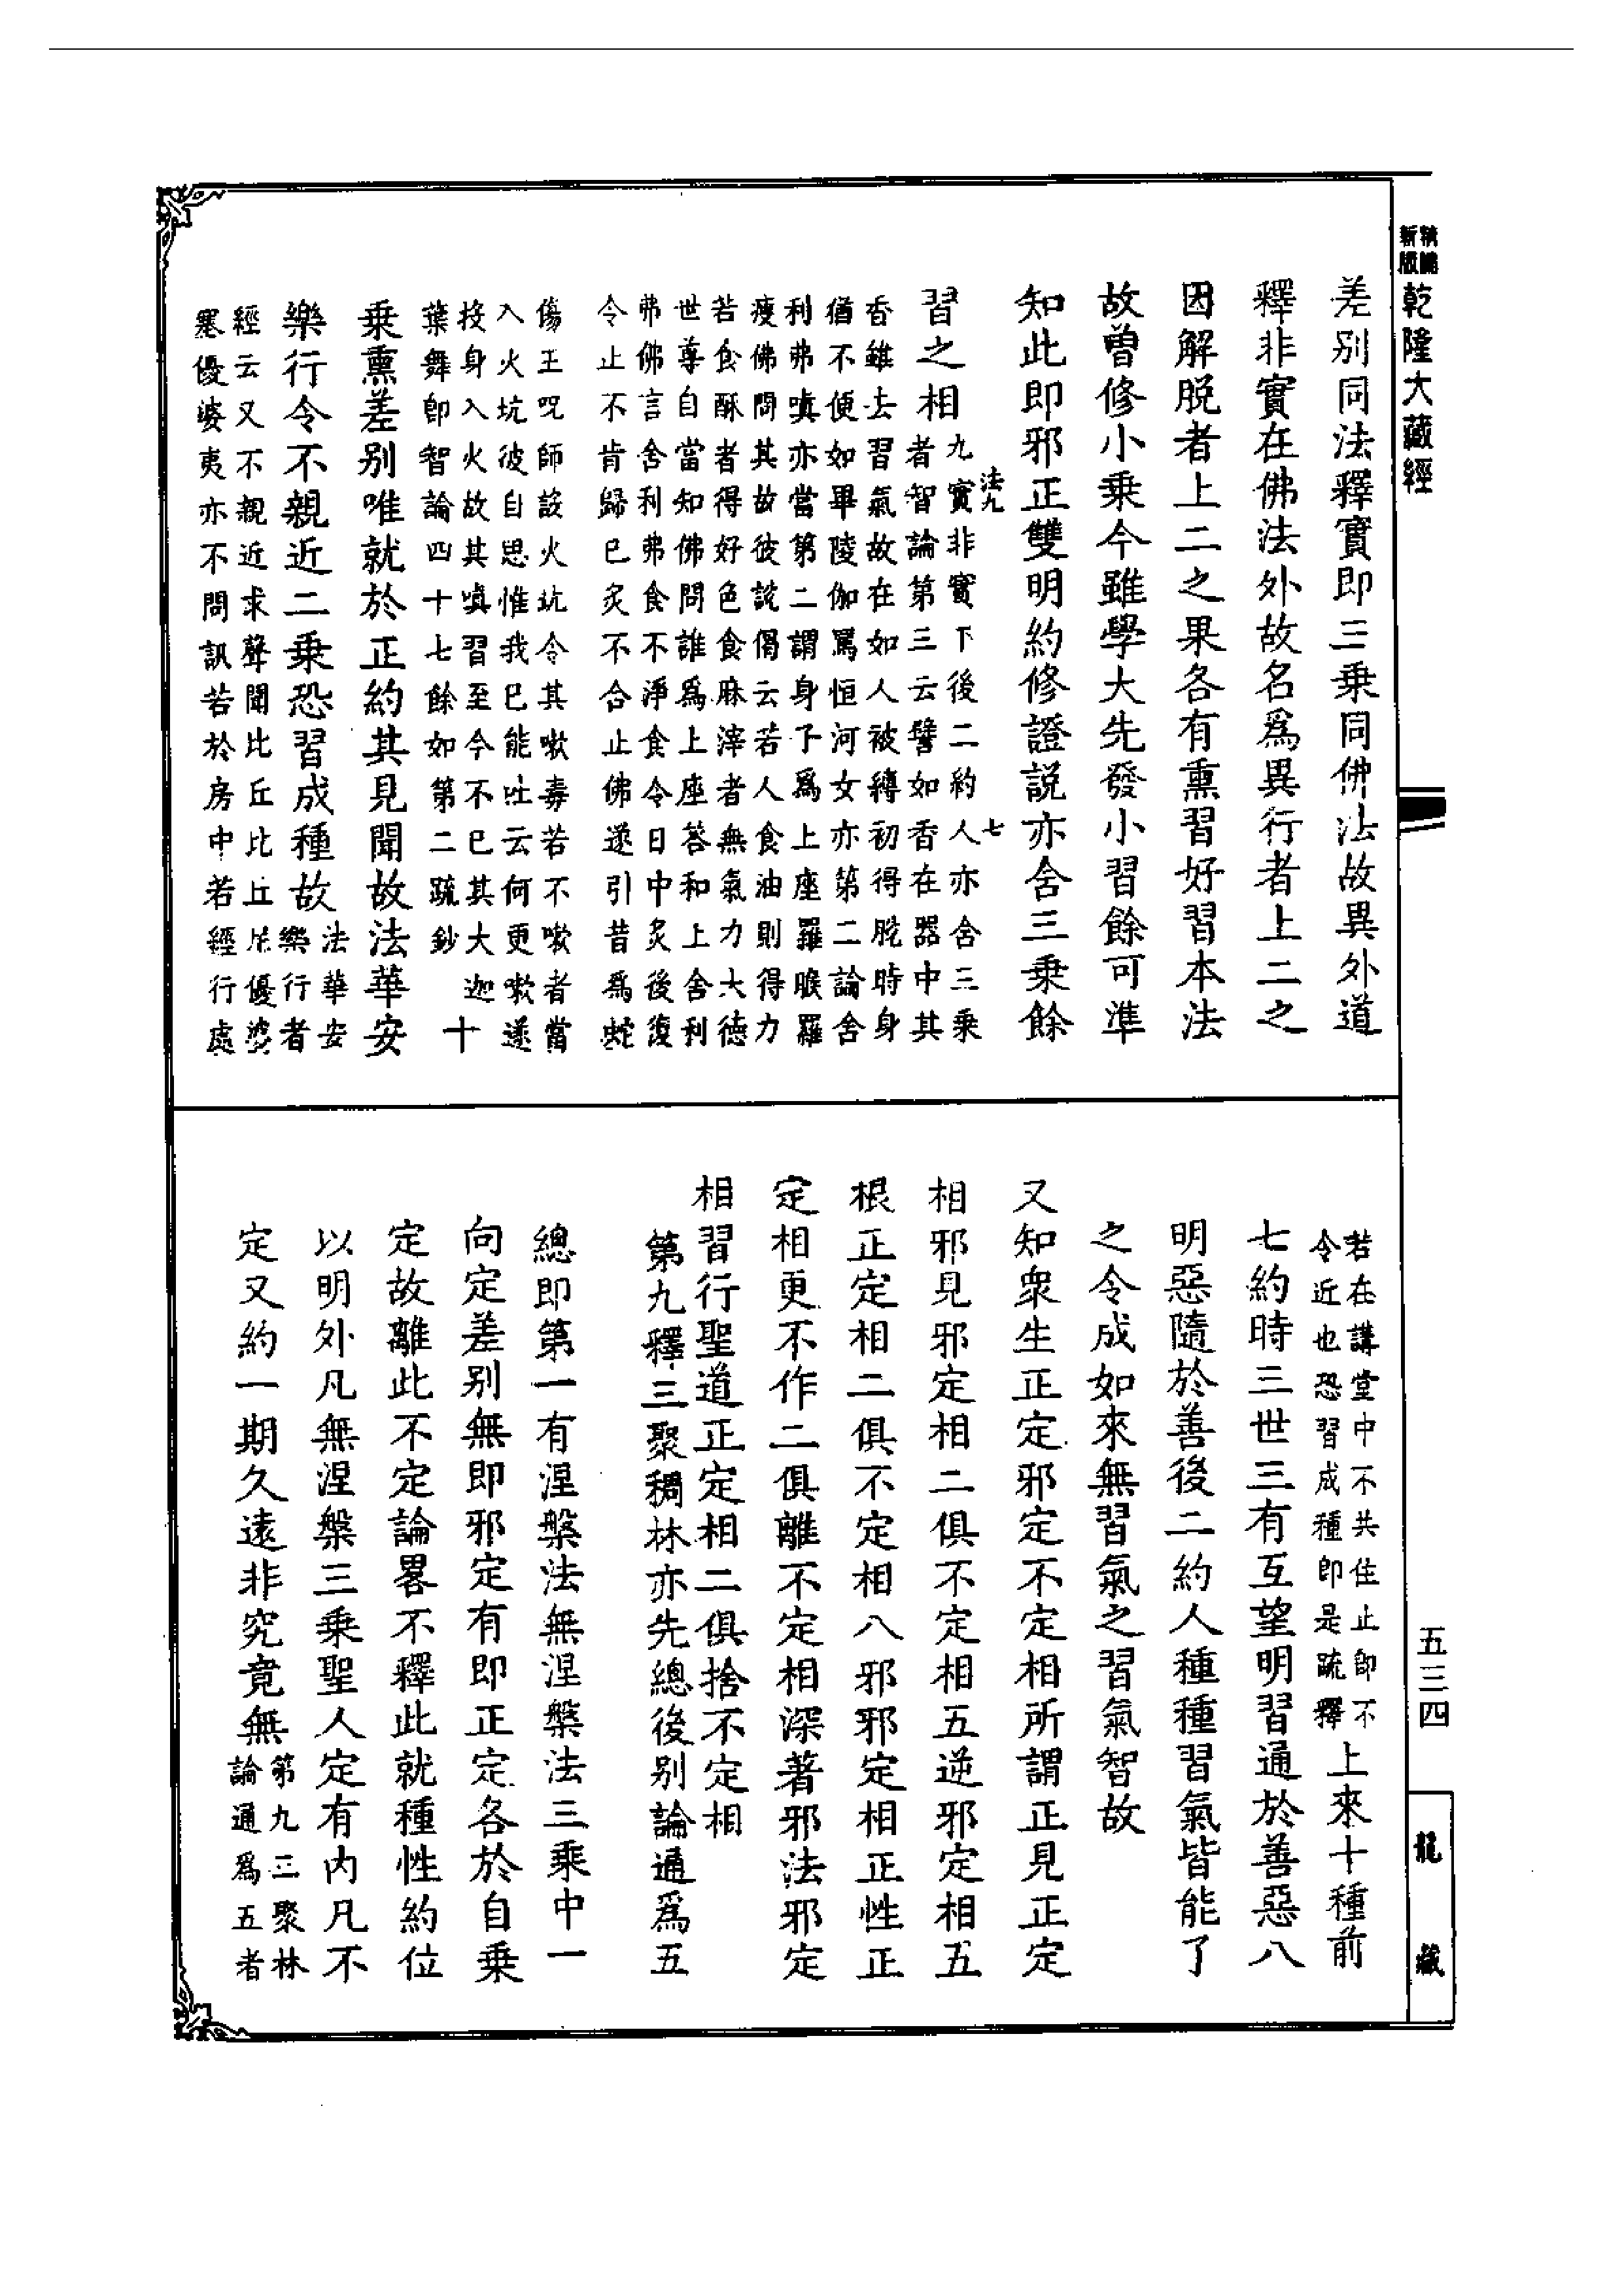 新版精縮
乾隆大藏經
差别同法釋實即三乗同佛法故異外道
釋非實在佛法外故名爲異行者上二之
因解脱者上二之果各有熏習好習本法
故曽修小乗今雖學大先發小習餘可準
知此即邪正雙明約修證説亦含三乗餘
法九 七
習之相
九實非實下後二約人亦含三乗
者智論第三云譬如香在器中其
香雖去習氣故在如人被縛初得脱時身
猶不便如畢陵伽罵恒河女亦第二論舍
利弗嗔亦當第二謂身子爲上座羅睺羅
瘦佛問其故彼説偈云若人食油則得力
若食酥者得好色食麻滓者無氣力大德
世尊自當知佛問誰爲上座荅和上舍利
弗佛言舍利弗食不淨食令日中炙後復
令止不肯歸巳炙不合止佛遂引昔爲蛇
傷王呪師設火坑令其嗽毒若不嗽者當
入火坑彼自思惟我巳能吐云何更嗽遂
投身入火故其嗔習至今不巳其大迦
葉舞即智論四十七餘如第二疏鈔
十
乗熏差别唯就於正約其見聞故法華安
樂行令不親近二乗恐習成種故
法華安
樂行者
經云又不親近求聲聞比丘比丘尼優婆
塞優婆夷亦不問訊若於房中若經行處
若在講堂中不共住止即不
令近也恐習成種即是疏釋
上來十種前
七約時三世三有互望明習通於善惡八
明惡隨於善後二約人種種習氣皆能了
之令成如來無習氣之習氣智故
又知衆生正定邪定不定相所謂正見正定
相邪見邪定相二俱不定相五逆邪定相五
根正定相二俱不定相八邪邪定相正性正
定相更不作二俱離不定相深著邪法邪定
相習行聖道正定相二俱捨不定相
第九釋三聚稠林亦先總後别論通爲五
總即第一有涅槃法無涅槃法三乗中一
向定差别無即邪定有即正定各於自乗
定故離此不定論畧不釋此就種性約位
以明外凡無涅槃三乗聖人定有内凡不
定又約一期久遠非究竟無
第九三聚林
論通爲五者
五三四
龍藏